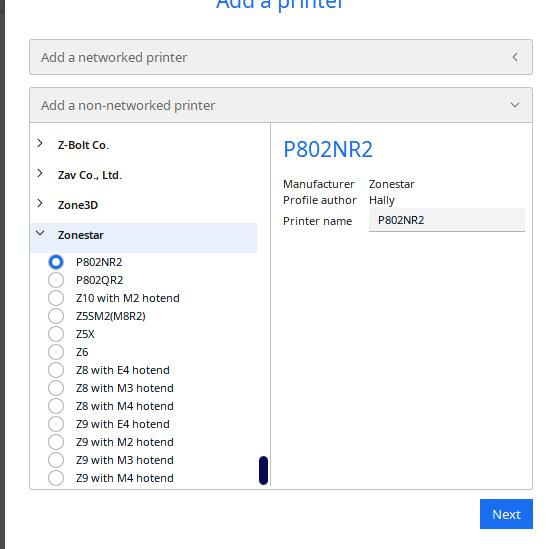 Add a printer
Add a networked printer
Add a non-networked printer
Z-Bolt Co.
Zav Co., Ltd.
Zone3D
Zonestar
P802NR2
P802QR2
Z10 with M2 hotend
Z5SM2(M8R2)
Z5X
Z6
Z8 with E4 hotend
Z8 with M3 hotend
Z8 with M4 hotend
Z9 with E4 hotend
Z9 with M2 hotend
Z9 with M3 hotend
Z9 with M4 hotend
P802NR2
Manufacturer Zonestar
Profile author Hally
Printer name P802NR2
Next